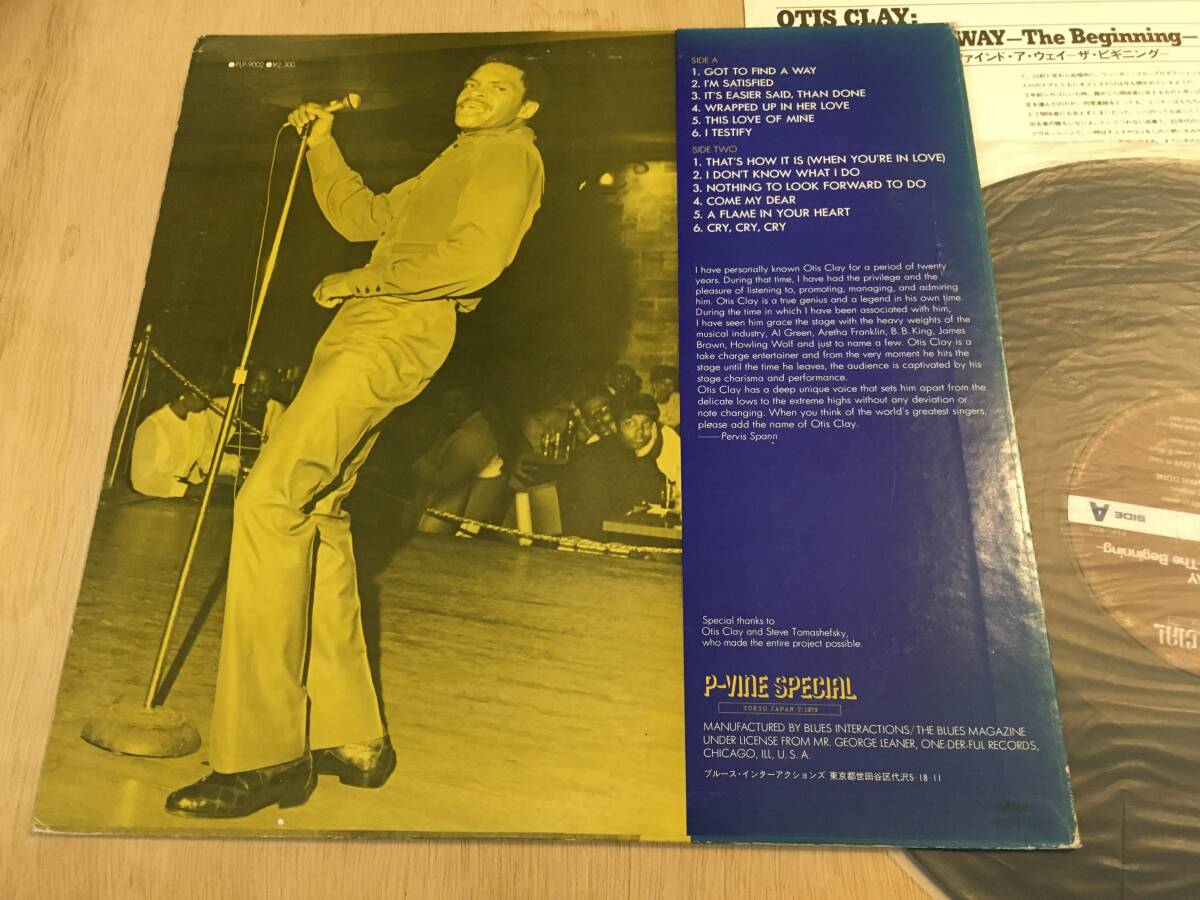 ●PLP-9002 ●¥2,300
SIDE A
1. GOT TO FIND A WAY
2. I'M SATISFIED
3. IT'S EASIER SAID, THAN DONE
4. WRAPPED UP IN HER LOVE
5. THIS LOVE OF MINE
6. I TESTIFY
SIDE TWO
1. THAT'S HOW IT IS (WHEN YOU'RE IN LOVE)
2. I DON'T KNOW WHAT I DO
3. NOTHING TO LOOK FORWARD TO DO
4. COME MY DEAR
5. A FLAME IN YOUR HEART
6. CRY, CRY, CRY
I have personally known Otis Clay for a period of twenty
years. During that time, I have had the privilege and the
pleasure of listening to, promoting, managing, and admiring
him. Otis Clay is a true genius and a legend in his own time.
During the time in which I have been associated with him,
I have seen him grace the stage with the heavy weights of the
musical industry, Al Green, Aretha Franklin, B. B. King, James
Brown, Howling Wolf and just to name a few. Otis Clay is a
take charge entertainer and from the very moment he hits the
stage until the time he leaves, the audience is captivated by his
stage charisma and performance.
Otis Clay has a deep unique voice that sets him apart from the
delicate lows to the extreme highs without any deviation or
note changing. When you think of the world's greatest singers,
please add the name of Otis Clay.
——Pervis Spann
Special thanks to
Otis Clay and Steve Tomashefsky,
who made the entire project possible.
P-VINE SPECIAL
TOKYO JAPAN ℗ 1979
MANUFACTURED BY BLUES INTERACTIONS/THE BLUES MAGAZINE
UNDER LICENSE FROM MR. GEORGE LEANER, ONE-DER-FUL RECORDS,
CHICAGO, ILL, U. S. A.
ブルース・インターアクションズ 東京都世田谷区代沢5-18-11
OTIS CLAY:
WAY—The Beginning—
ファインド・ア・ウェイ—ザ・ビギニング—
SIDE A
The Beginning—